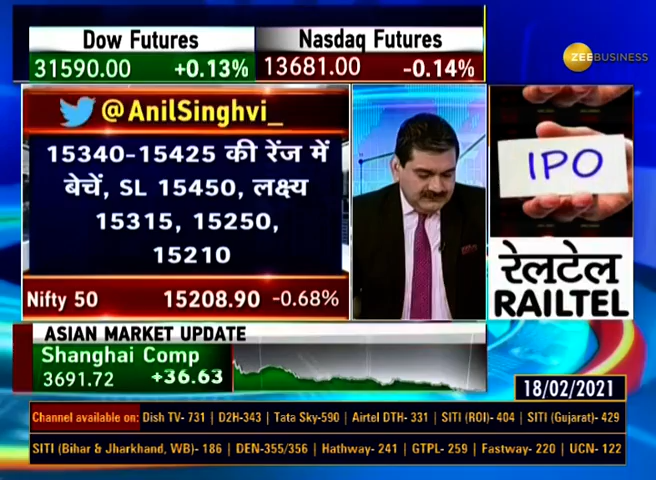 Dow Futures
31590.00 +0.13%
Nasdaq Futures
13681.00 -0.14%
ZEE BUSINESS
@AnilSinghvi_
15340-15425 की रेंज में
बेचें, SL 15450, लक्ष्य
15315, 15250,
15210
Nifty 50 15208.90 -0.68%
IPO
रेलटेल
RAILTEL
ASIAN MARKET UPDATE
Shanghai Comp
3691.72 +36.63
18/02/2021
Channel available on: Dish TV- 731 | D2H-343 | Tata Sky-590 | Airtel DTH- 331 | SITI (ROI)- 404 | SITI (Gujarat)- 429
SITI (Bihar & Jharkhand, WB)- 186 | DEN-355/356 | Hathway- 241 | GTPL- 259 | Fastway- 220 | UCN- 122